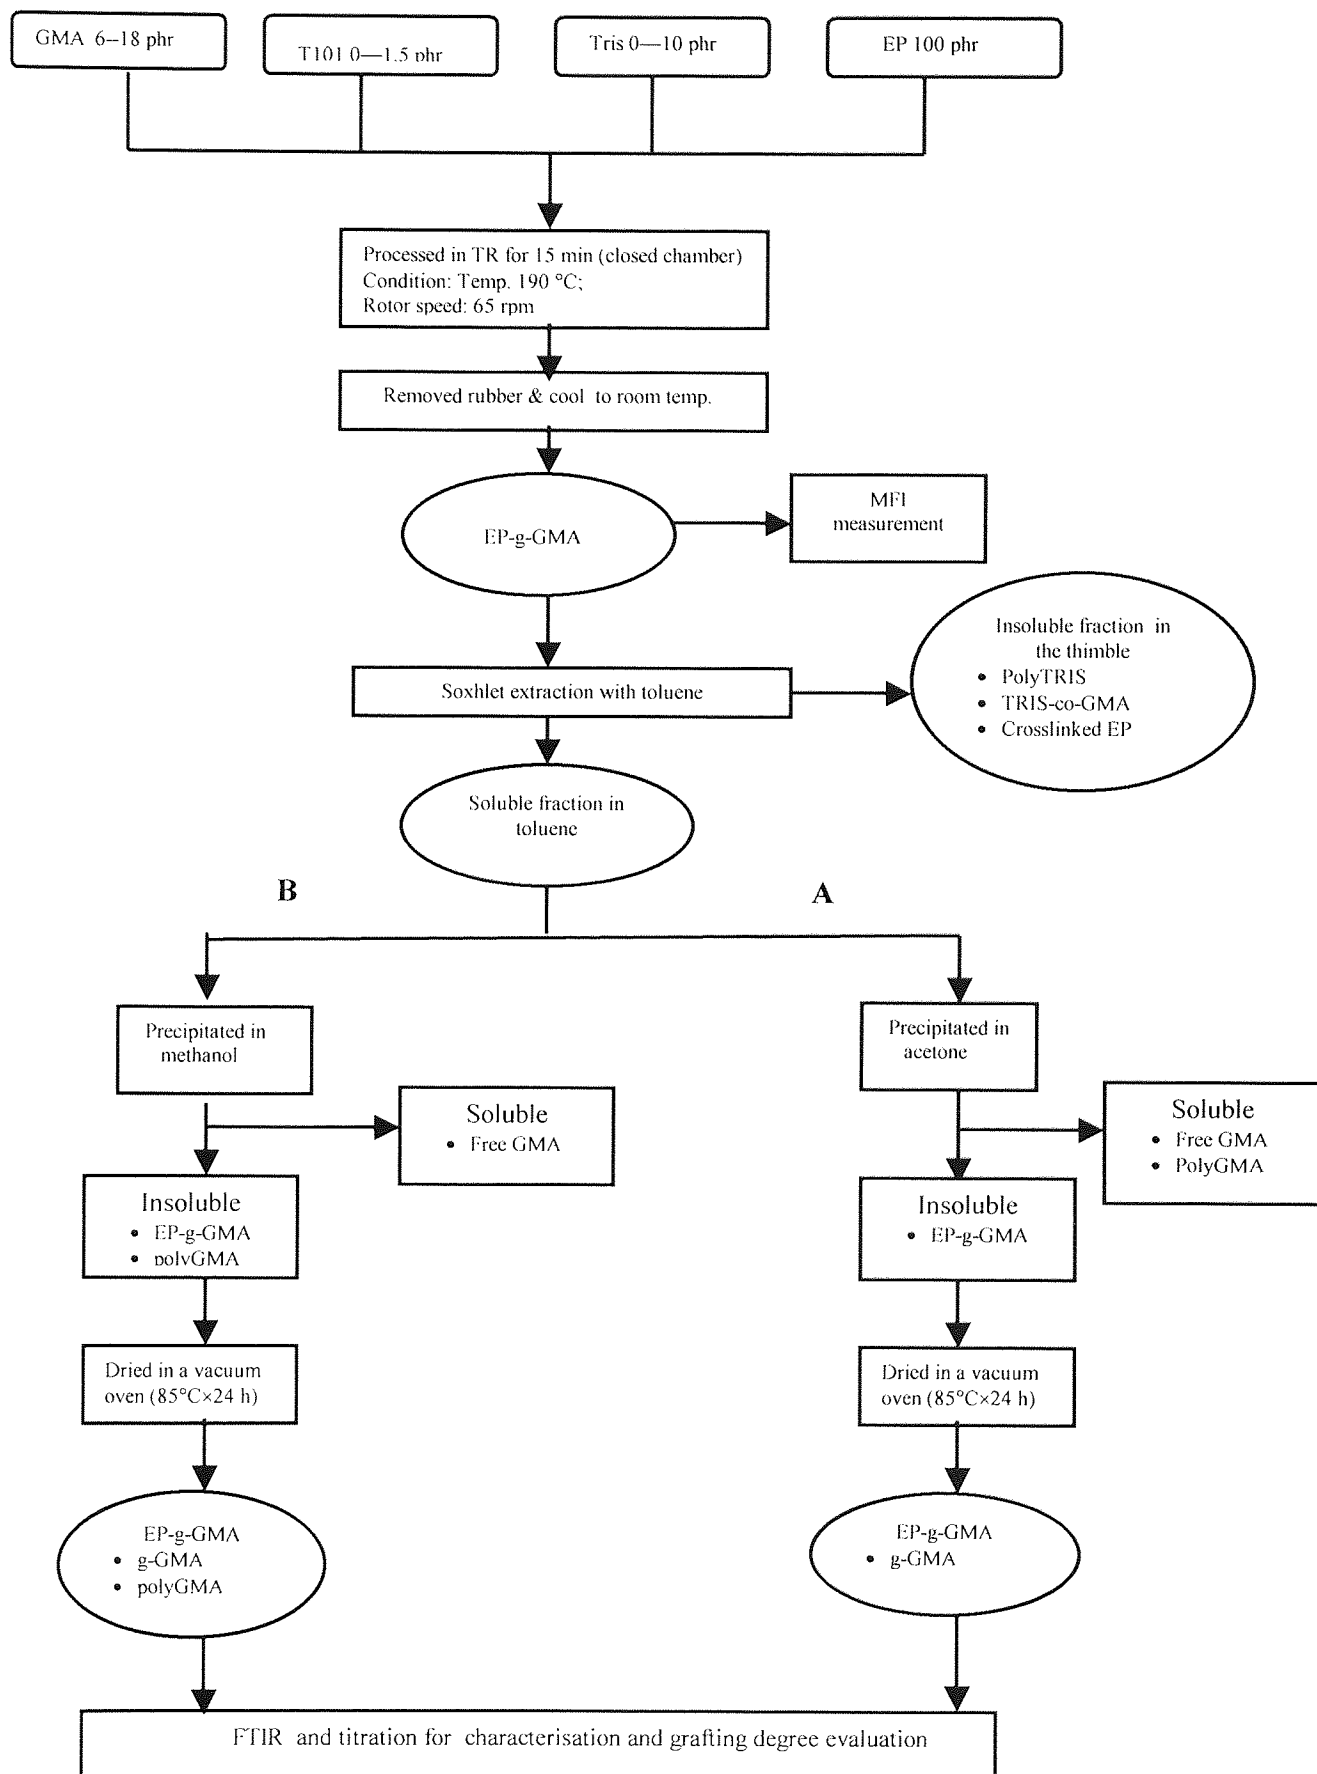 GMA 6--18 phr
T101 0—1.5 phr
Tris 0—10 phr
EP 100 phr
Processed in TR for 15 min (closed chamber)
Condition: Temp. 190 °C;
Rotor speed: 65 rpm
Removed rubber & cool to room temp.
EP-g-GMA
MFI
measurement
Insoluble fraction in
the thimble
• PolyTRIS
• TRIS-co-GMA
• Crosslinked EP
Soxhlet extraction with toluene
Soluble fraction in
toluene
B
A
Precipitated in
methanol
Precipitated in
acetone
Soluble
• Free GMA
Soluble
• Free GMA
• PolyGMA
Insoluble
• EP-g-GMA
• polyGMA
Insoluble
• EP-g-GMA
Dried in a vacuum
oven (85°C×24 h)
Dried in a vacuum
oven (85°C×24 h)
EP-g-GMA
• g-GMA
• polyGMA
EP-g-GMA
• g-GMA
FTIR and titration for characterisation and grafting degree evaluation